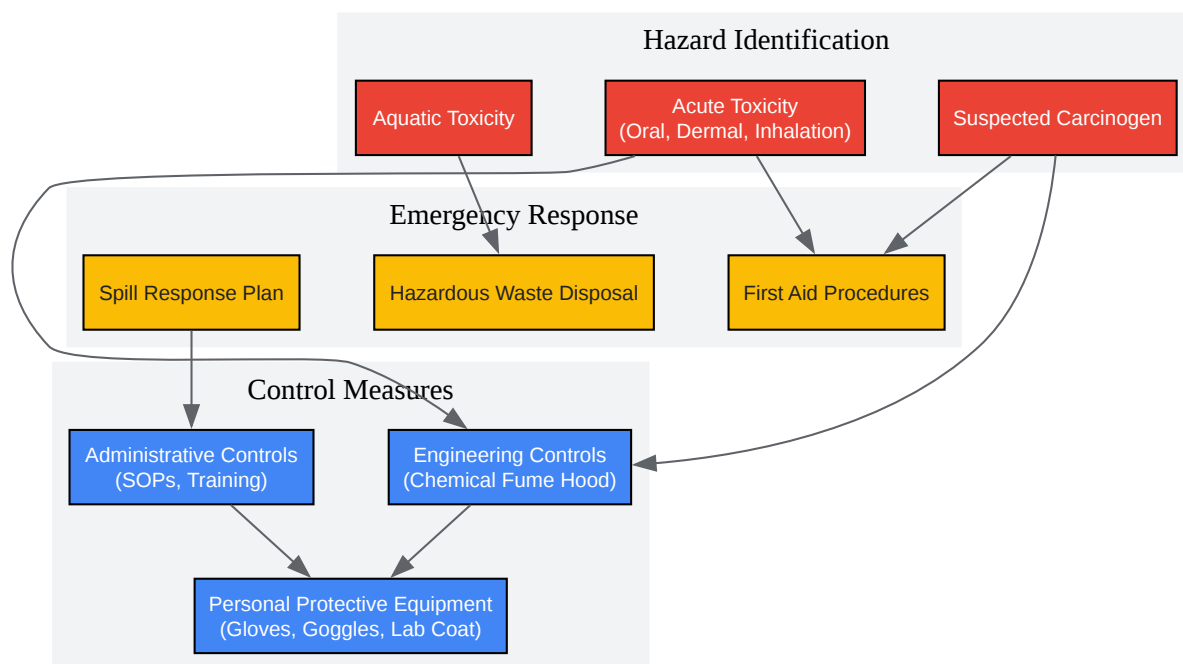 Hazard Identification
Aquatic Toxicity
Acute Toxicity
(Oral, Dermal, Inhalation)
Suspected Carcinogen
Emergency Response
Spill Response Plan
Hazardous Waste Disposal
First Aid Procedures
Control Measures
Administrative Controls
(SOPs, Training)
Engineering Controls
(Chemical Fume Hood)
Personal Protective Equipment
(Gloves, Goggles, Lab Coat)